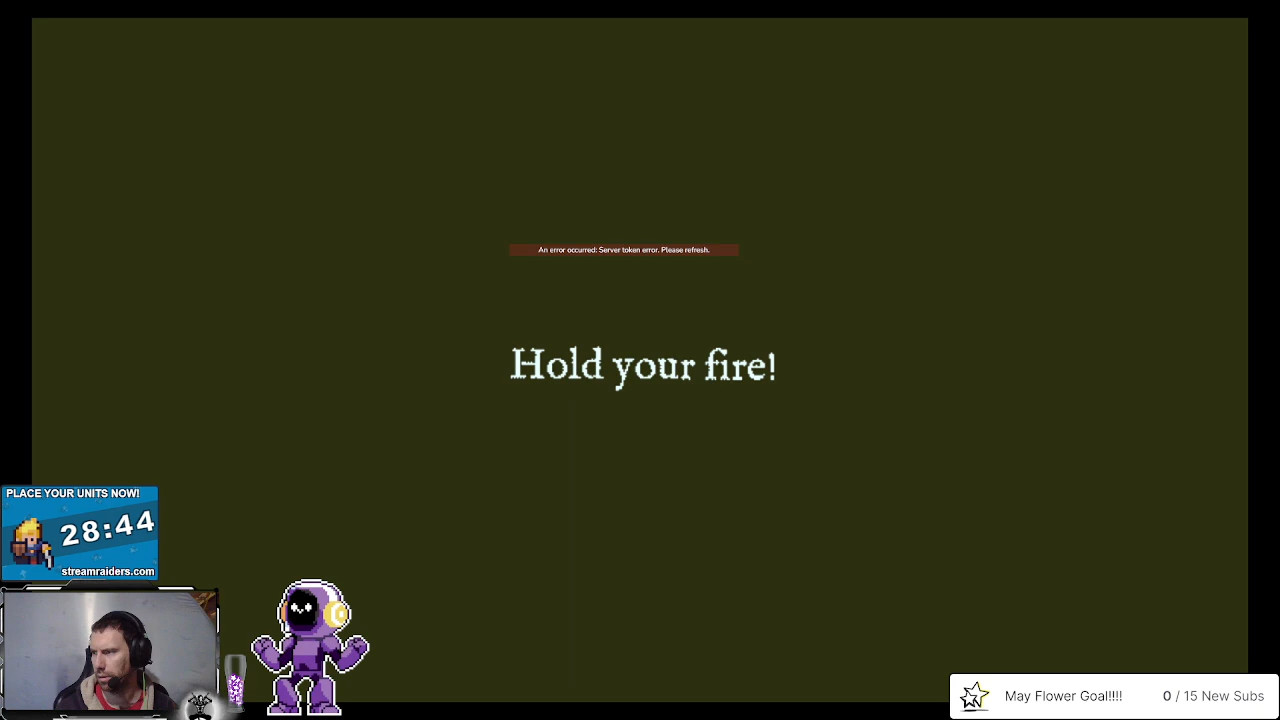 An error occurred: Server token error. Please refresh.
Hold your fire!
PLACE YOUR UNITS NOW!
28:44
streamraiders.com
May Flower Goal!!!! 0 / 15 New Subs